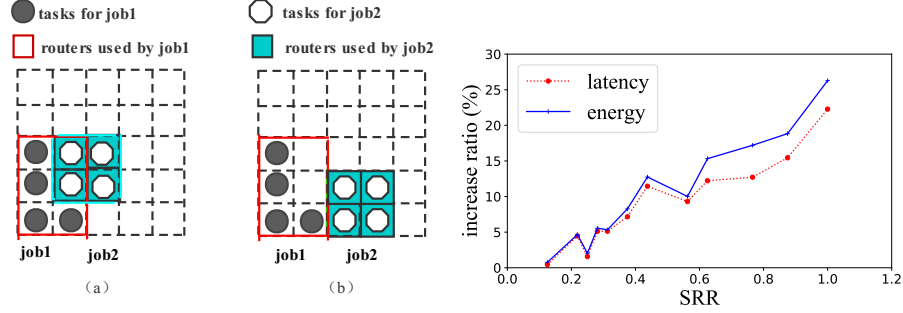 tasks for job1
routers used by job1
job1
job2
(a)
tasks for job2
routers used by job2
job1
job2
(b)
30
25
20
15
10
5
0
increase ratio (%)
latency
energy
0.0
0.2
0.4
0.6
0.8
1.0
1.2
SRR